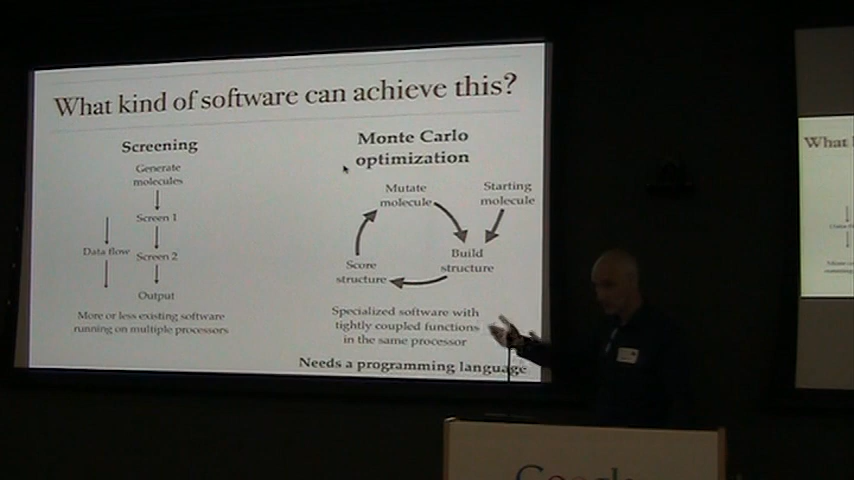 What kind of software can achieve this?
Screening
Generate
molecules
Screen 1
Data flow
Screen 2
Output
More or less existing software
running on multiple processors
Monte Carlo
optimization
Mutate
molecule
Starting
molecule
Build
structure
Score
structure
Specialized software with
tightly coupled functions
in the same processor
Needs a programming language
What